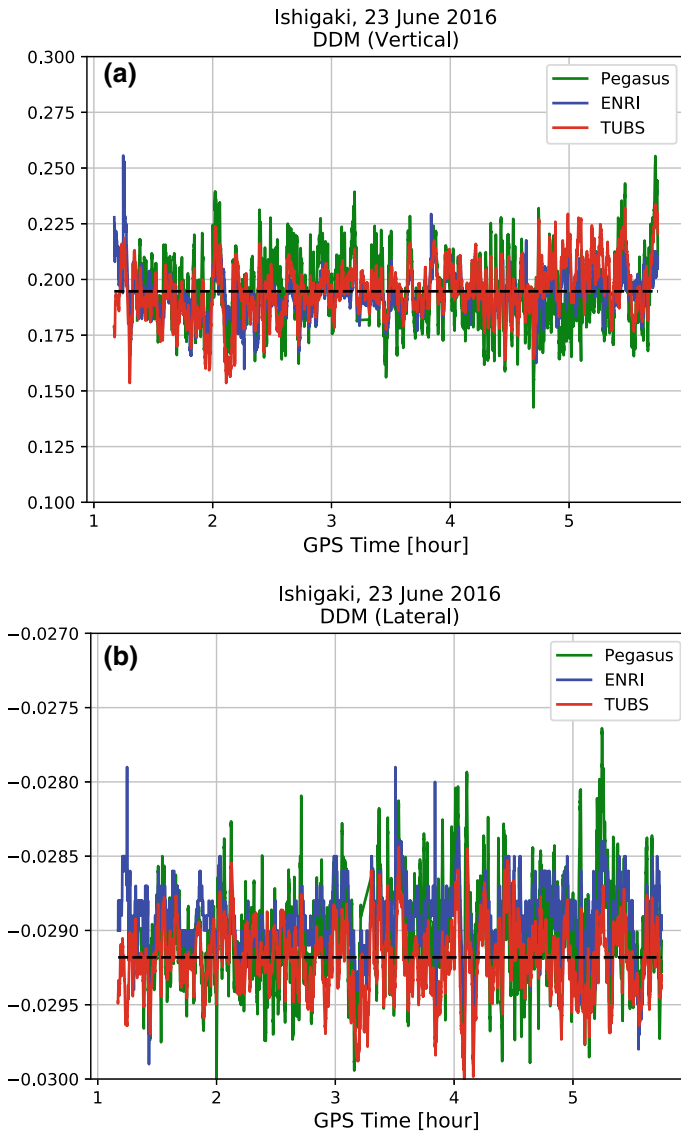 Ishigaki, 23 June 2016
DDM (Vertical)
(a)
Pegasus
ENRI
TUBS
0.300
0.275
0.250
0.225
0.200
0.175
0.150
0.125
0.100
1 2 3 4 5
GPS Time [hour]
Ishigaki, 23 June 2016
DDM (Lateral)
(b)
Pegasus
ENRI
TUBS
−0.0270
−0.0275
−0.0280
−0.0285
−0.0290
−0.0295
−0.0300
1 2 3 4 5
GPS Time [hour]